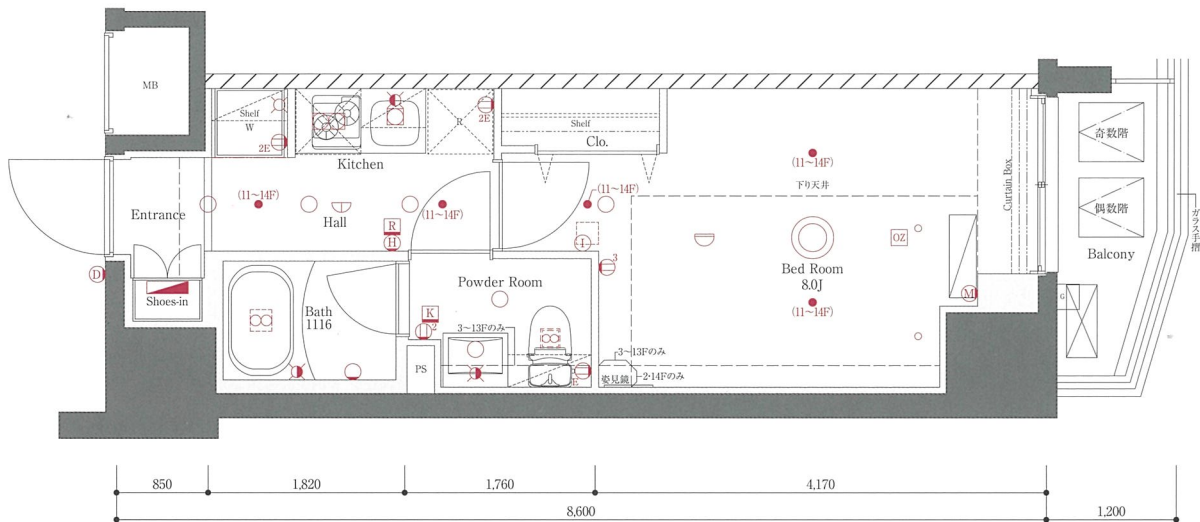 MB
Shelf
W
2E
2E
R
Kitchen
Shelf
Clo.
(11~14F)
(11~14F)
(11~14F)
(11~14F)
下り天井
Curtain Box
奇数階
偶数階
ガラス手摺
Balcony
Entrance
Hall
R
H
I
3
OZ
Bed Room
8.0J
(11~14F)
M
G
D
Shoes-in
Bath
1116
Powder Room
K
2
3~13Fのみ
E
PS
3~13Fのみ
姿見鏡
2・14Fのみ
850
1,820
1,760
4,170
8,600
1,200